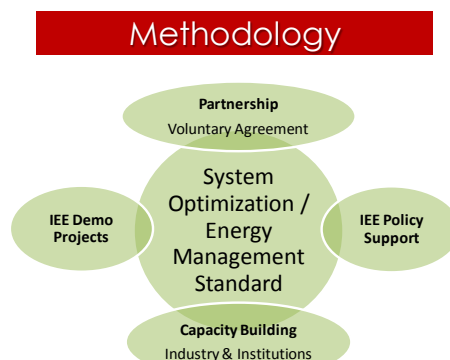 Methodology
Partnership
Voluntary Agreement
System
Optimization /
Energy
Management
Standard
IEE Demo
Projects
IEE Policy
Support
Capacity Building
Industry & Institutions